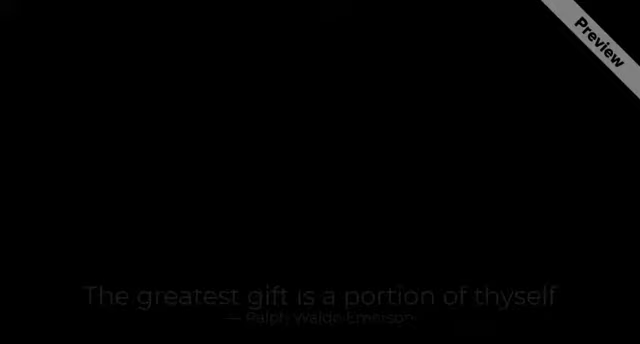 Preview
The greatest gift is a portion of thyself
— Ralph Waldo Emerson